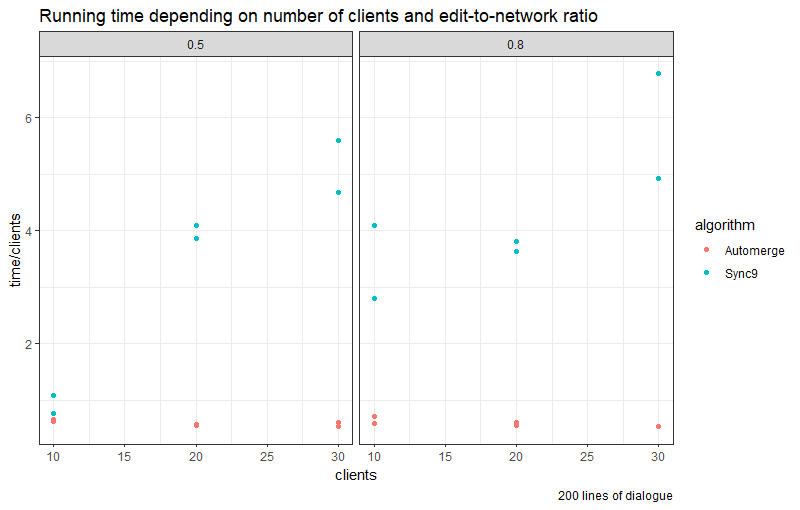 Running time depending on number of clients and edit-to-network ratio
0.5
0.8
6
4
2
time/clients
10
15
20
25
30
10
15
20
25
30
clients
algorithm
Automerge
Sync9
200 lines of dialogue